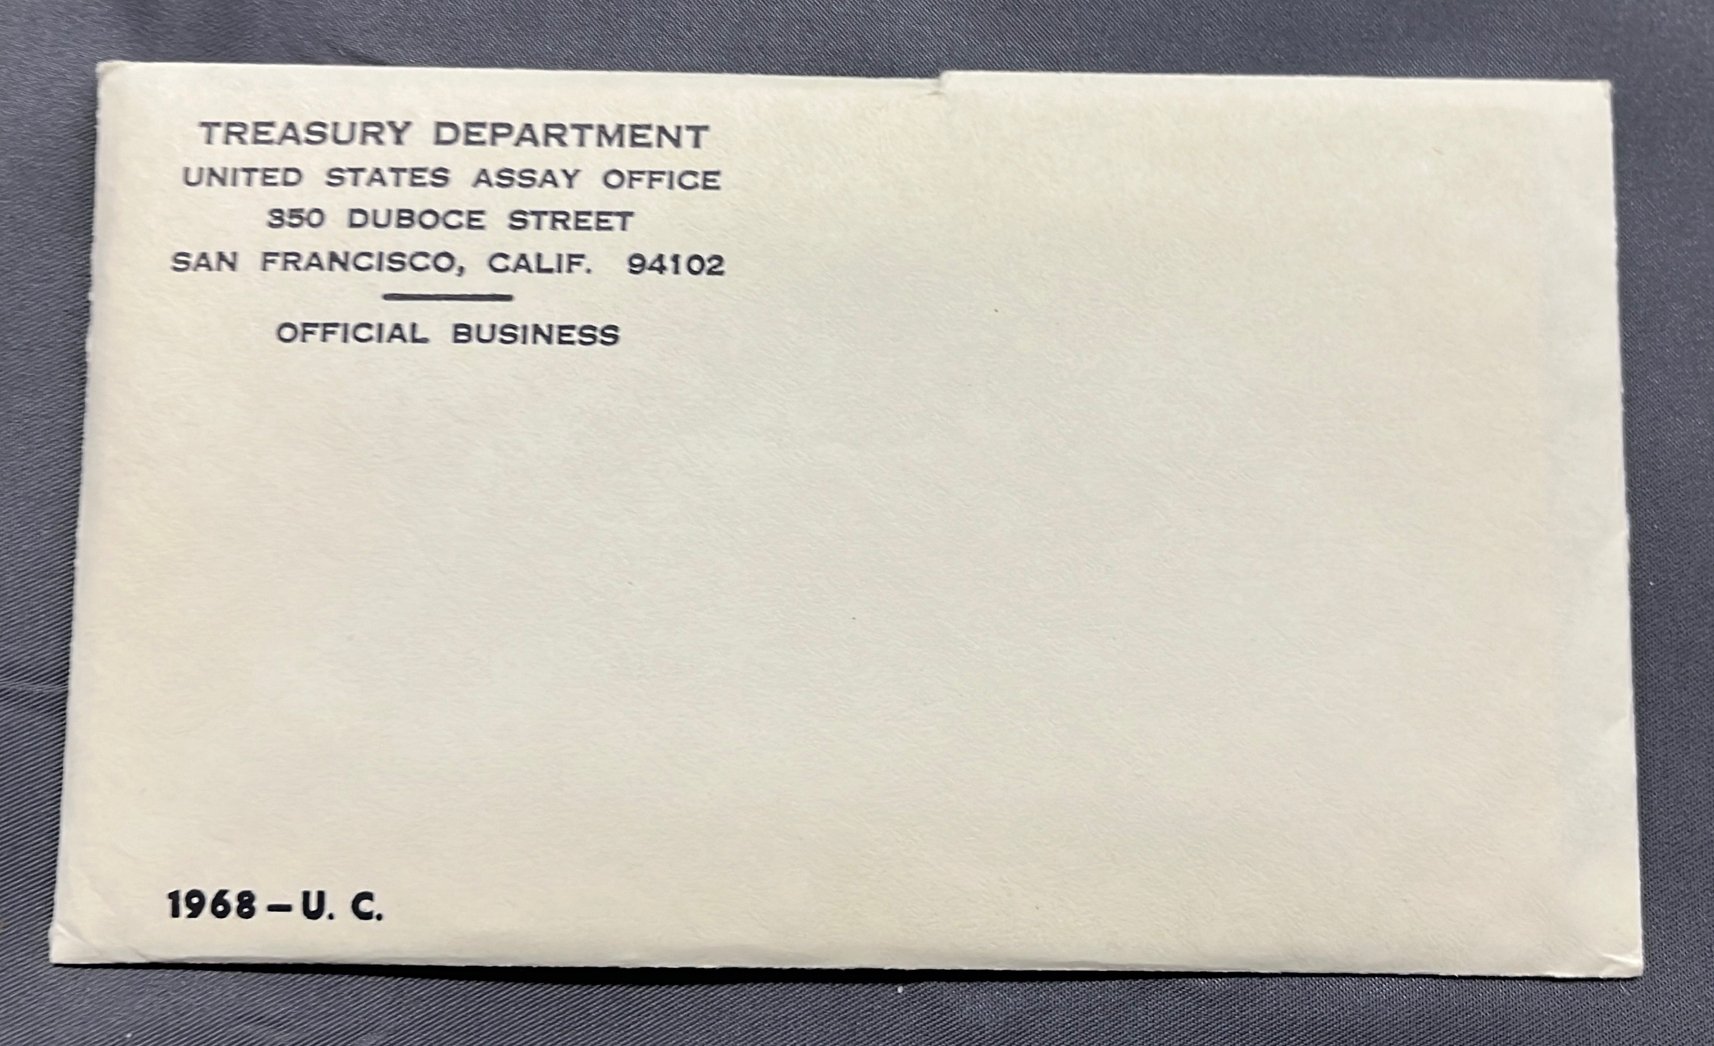 TREASURY DEPARTMENT
UNITED STATES ASSAY OFFICE
350 DUBOCE STREET
SAN FRANCISCO, CALIF. 94102
OFFICIAL BUSINESS
1968 – U. C.